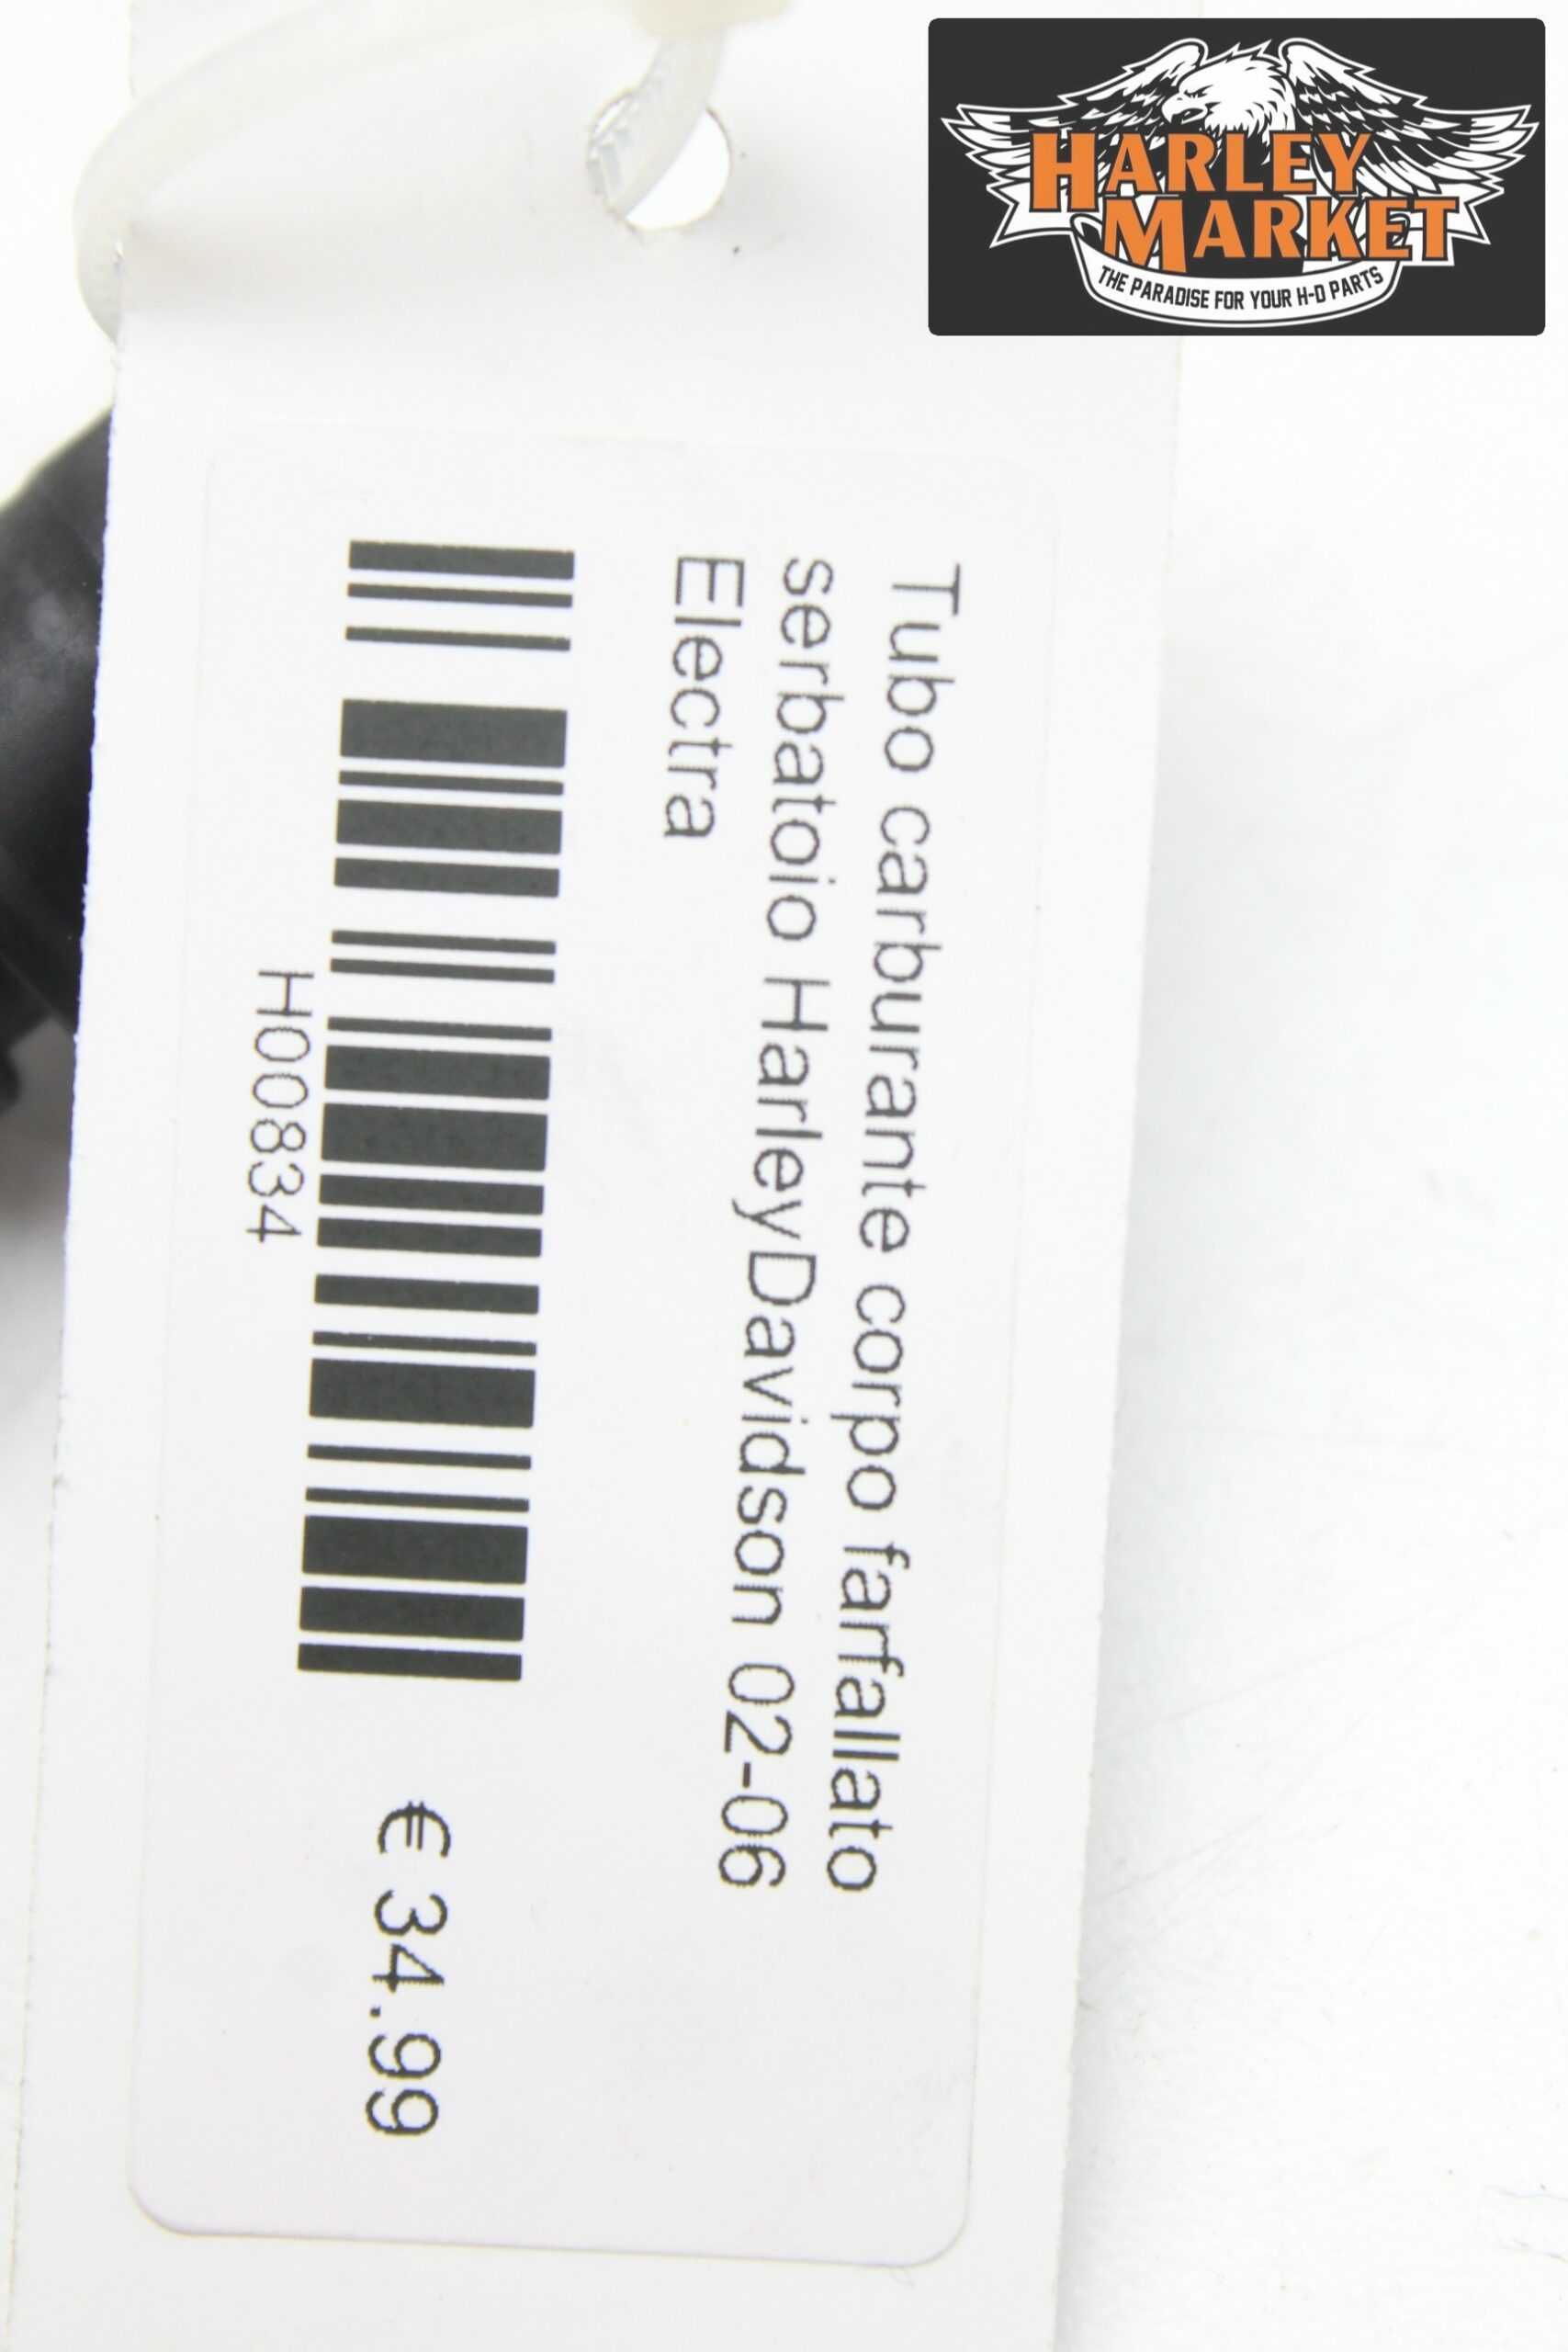 HARLEY
MARKET
THE PARADISE FOR YOUR H-D PARTS
Tubo carburante corpo farfallato
serbatoio HarleyDavidson 02-06
Electra
H00834
€ 34.99